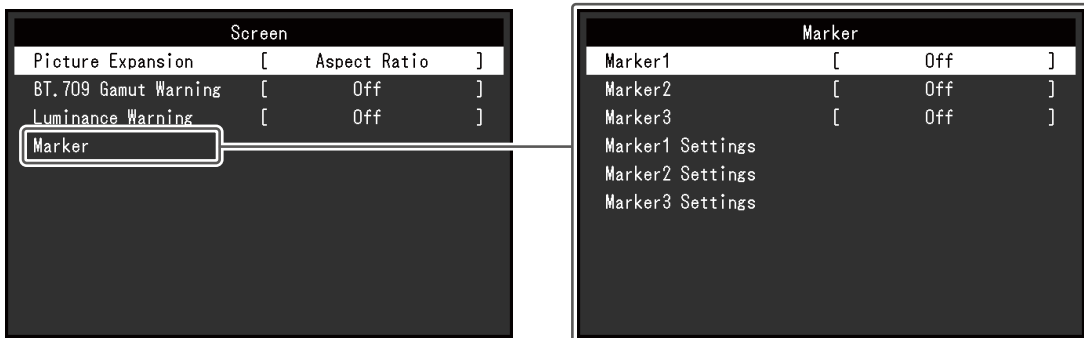 Screen
Picture Expansion [ Aspect Ratio ]
BT.709 Gamut Warning [ Off ]
Luminance Warning [ Off ]
Marker
Marker
Marker1 [ Off ]
Marker2 [ Off ]
Marker3 [ Off ]
Marker1 Settings
Marker2 Settings
Marker3 Settings